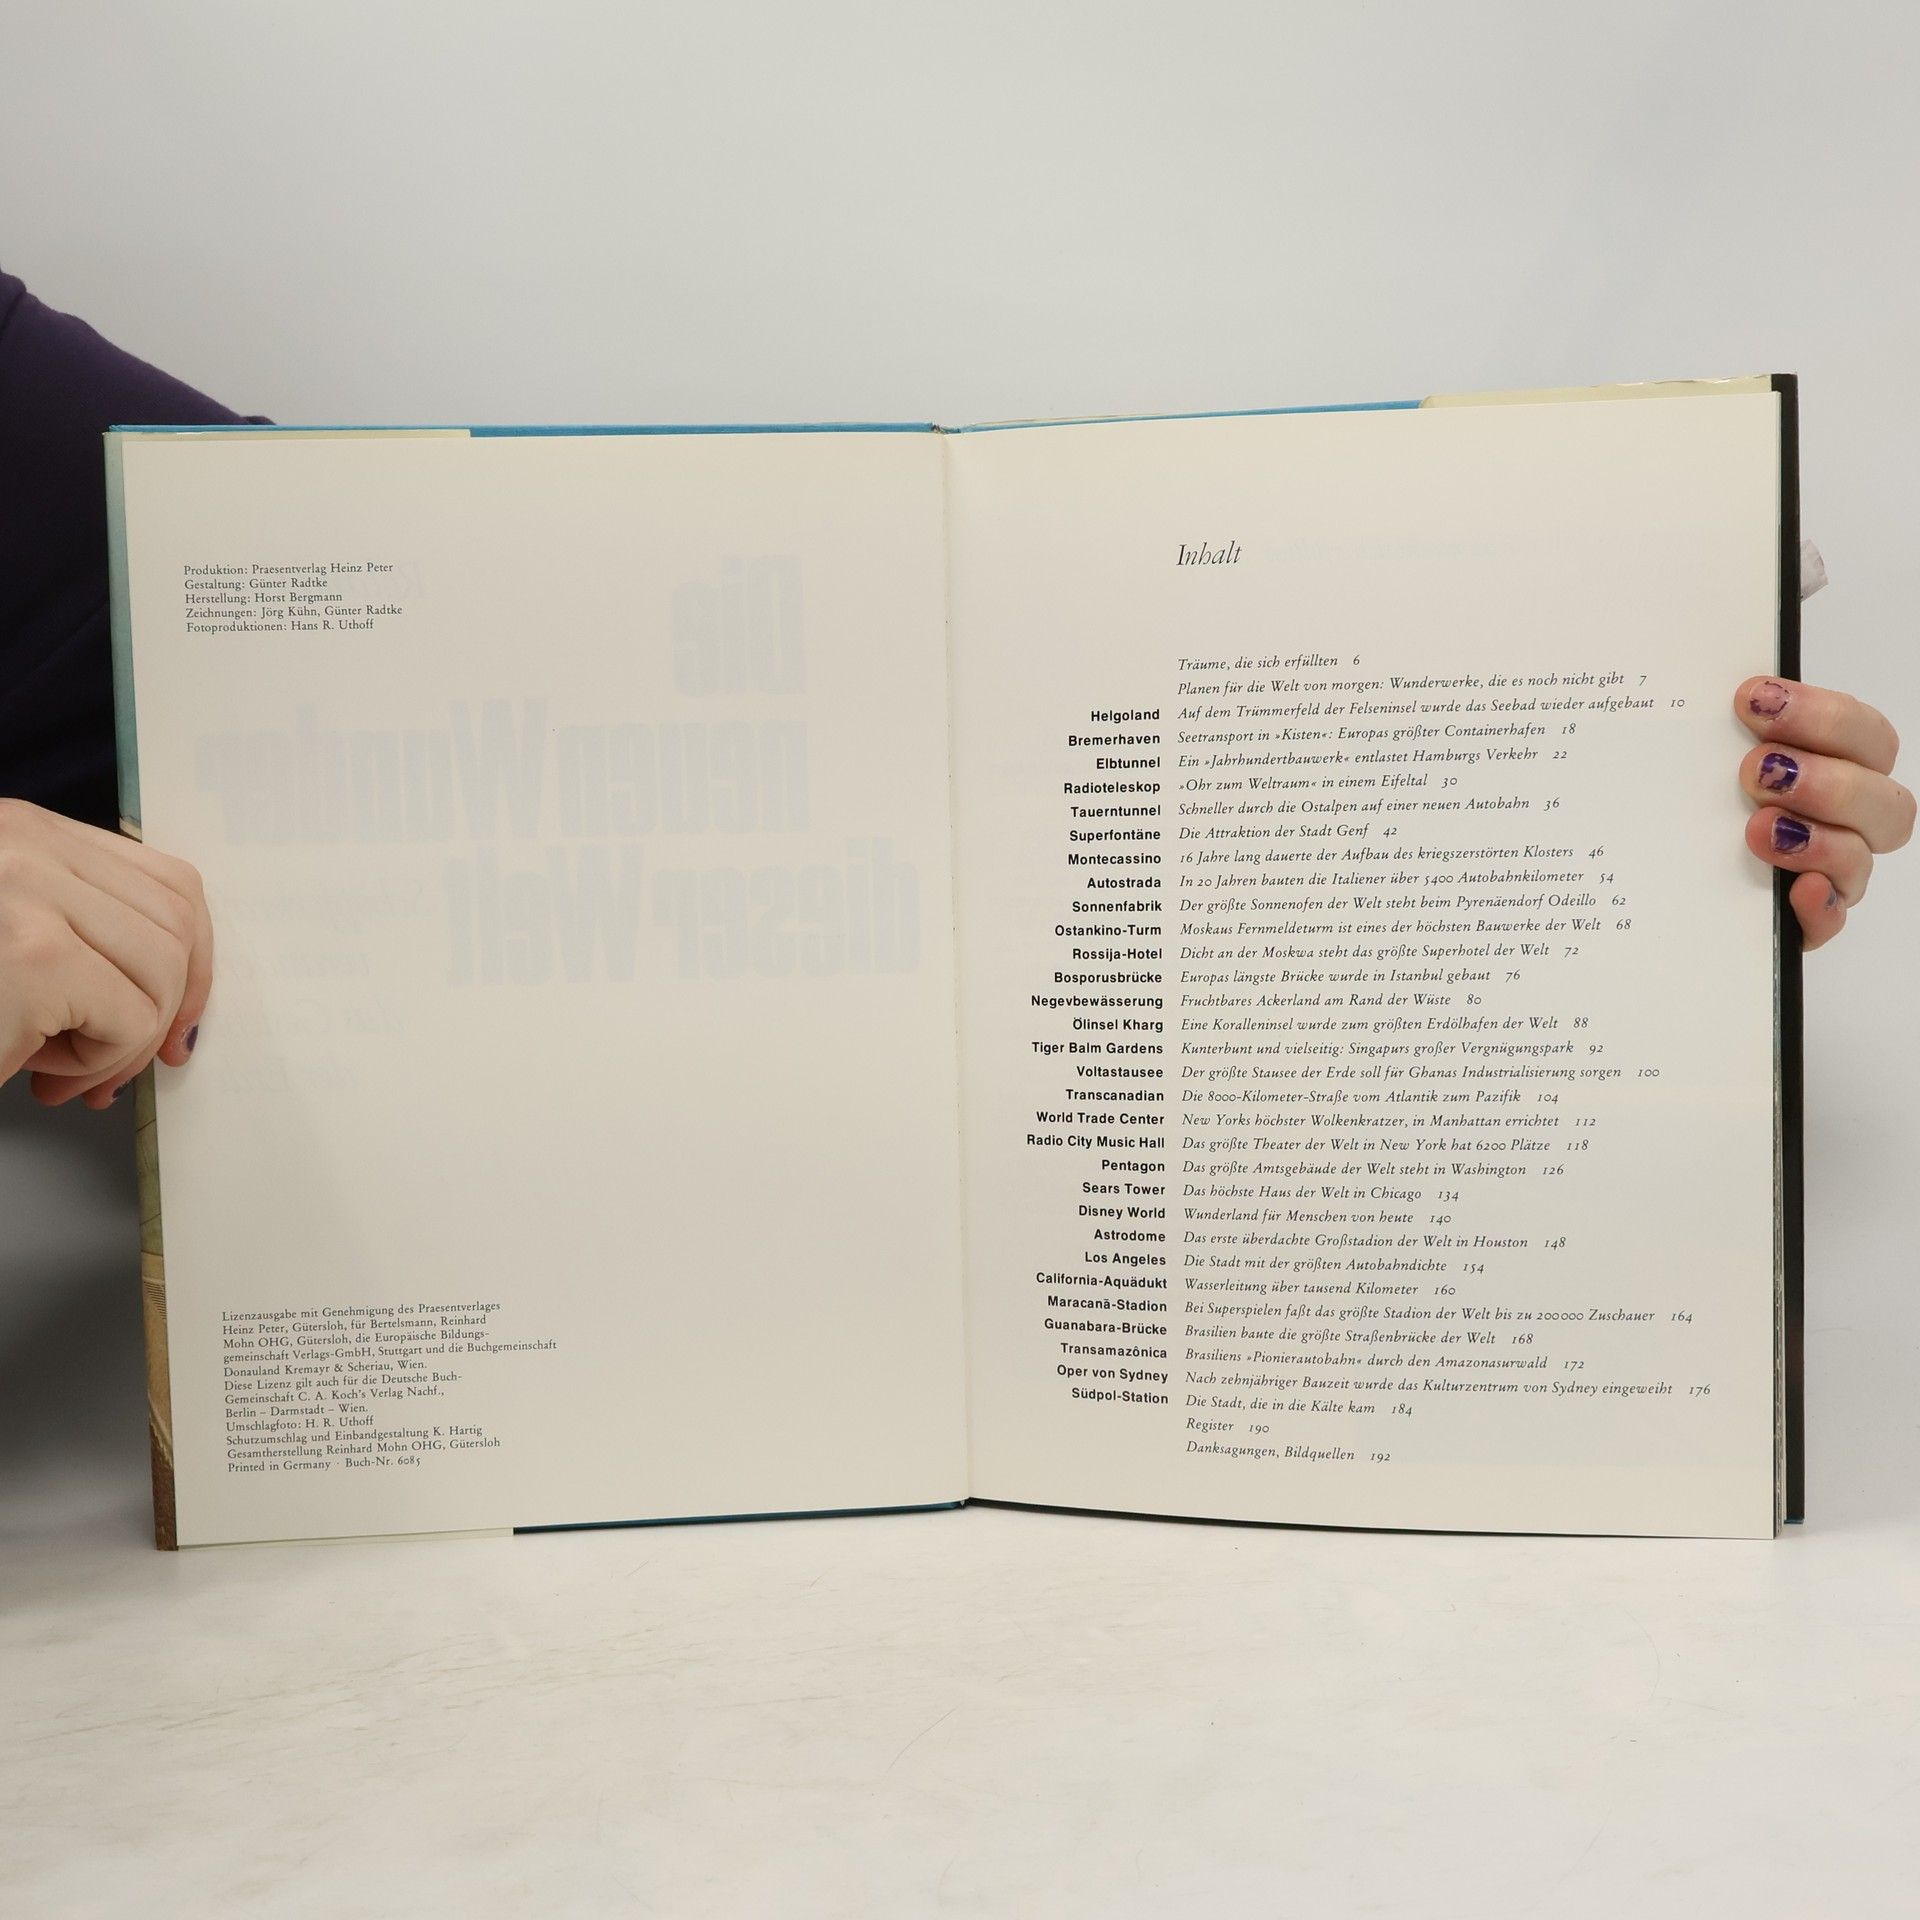 Produktion: Praesentverlag Heinz Peter
Gestaltung: Günter Radtke
Herstellung: Horst Bergmann
Zeichnungen: Jörg Kühn, Günter Radtke
Fotoproduktionen: Hans R. Uthoff
Lizenzausgabe mit Genehmigung des Praesentverlages
Heinz Peter, Gütersloh, für Bertelsmann, Reinhard
Mohn OHG, Gütersloh, die Europäische Bildungs-
gemeinschaft Verlags-GmbH, Stuttgart und die Buchgemeinschaft
Donauland Kremayr & Scheriau, Wien.
Diese Lizenz gilt auch für die Deutsche Buch-
Gemeinschaft C. A. Koch's Verlag Nachf.,
Berlin – Darmstadt – Wien.
Umschlagfoto: H. R. Uthoff
Schutzumschlag und Einbandgestaltung K. Hartig
Gesamtherstellung Reinhard Mohn OHG, Gütersloh
Printed in Germany · Buch-Nr. 6085
Inhalt
Träume, die sich erfüllten 6
Planen für die Welt von morgen: Wunderwerke, die es noch nicht gibt 7
Helgoland Auf dem Trümmerfeld der Felseninsel wurde das Seebad wieder aufgebaut 10
Bremerhaven Seetransport in »Kisten«: Europas größter Containerhafen 18
Elbtunnel Ein »Jahrhundertbauwerk« entlastet Hamburgs Verkehr 22
Radioteleskop »Ohr zum Weltraum« in einem Eifeltal 30
Tauerntunnel Schneller durch die Ostalpen auf einer neuen Autobahn 36
Superfontäne Die Attraktion der Stadt Genf 42
Montecassino 16 Jahre lang dauerte der Aufbau des kriegszerstörten Klosters 46
Autostrada In 20 Jahren bauten die Italiener über 5400 Autobahnkilometer 54
Sonnenfabrik Der größte Sonnenofen der Welt steht beim Pyrenäendorf Odeillo 62
Ostankino-Turm Moskaus Fernmeldeturm ist eines der höchsten Bauwerke der Welt 68
Rossija-Hotel Dicht an der Moskwa steht das größte Superhotel der Welt 72
Bosporusbrücke Europas längste Brücke wurde in Istanbul gebaut 76
Negevbewässerung Fruchtbares Ackerland am Rand der Wüste 80
Ölinsel Kharg Eine Koralleninsel wurde zum größten Erdölhafen der Welt 88
Tiger Balm Gardens Kunterbunt und vielseitig: Singapurs großer Vergnügungspark 92
Voltastausee Der größte Stausee der Erde soll für Ghanas Industrialisierung sorgen 100
Transcanadian Die 8000-Kilometer-Straße vom Atlantik zum Pazifik 104
World Trade Center New Yorks höchster Wolkenkratzer, in Manhattan errichtet 112
Radio City Music Hall Das größte Theater der Welt in New York hat 6200 Plätze 118
Pentagon Das größte Amtsgebäude der Welt steht in Washington 126
Sears Tower Das höchste Haus der Welt in Chicago 134
Disney World Wunderland für Menschen von heute 140
Astrodome Das erste überdachte Großstadion der Welt in Houston 148
Los Angeles Die Stadt mit der größten Autobahndichte 154
California-Aquädukt Wasserleitung über tausend Kilometer 160
Maracanã-Stadion Bei Superspielen faßt das größte Stadion der Welt bis zu 200000 Zuschauer 164
Guanabara-Brücke Brasilien baute die größte Straßenbrücke der Welt 168
Transamazônica Brasiliens »Pionierautobahn« durch den Amazonasurwald 172
Oper von Sydney Nach zehnjähriger Bauzeit wurde das Kulturzentrum von Sydney eingeweiht 176
Südpol-Station Die Stadt, die in die Kälte kam 184
Register 190
Danksagungen, Bildquellen 192